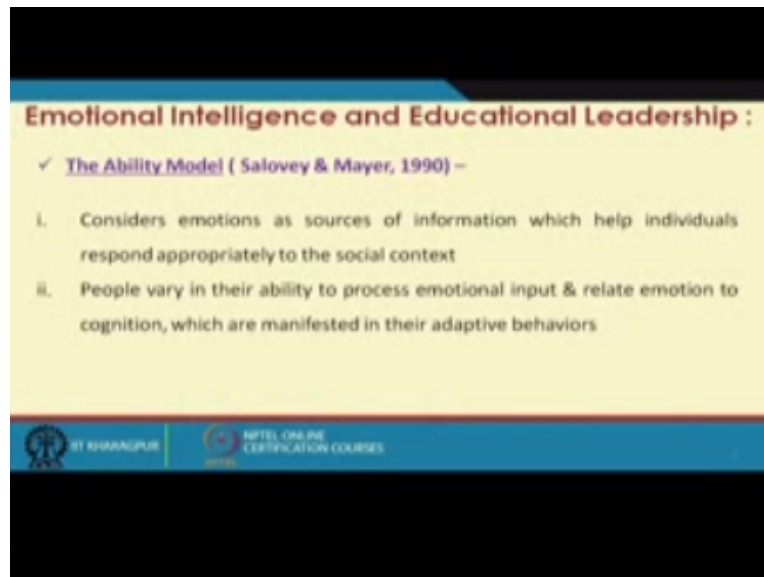 Emotional Intelligence and Educational Leadership :
✓ The Ability Model ( Salovey & Mayer, 1990) –
i. Considers emotions as sources of information which help individuals
respond appropriately to the social context
ii. People vary in their ability to process emotional input & relate emotion to
cognition, which are manifested in their adaptive behaviors
IIT KHARAGPUR
NPTEL ONLINE
CERTIFICATION COURSES
NPTEL